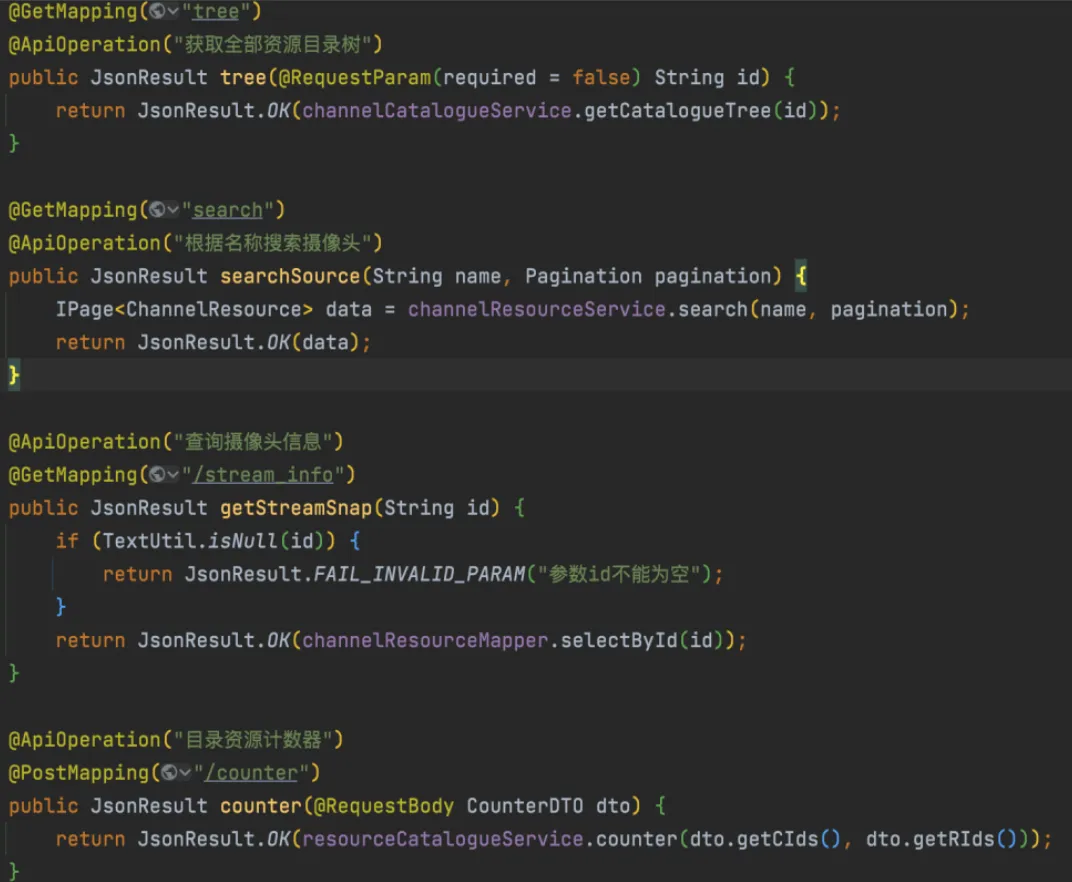 @GetMapping("tree")
@ApiOperation("获取全部资源目录树")
public JsonResult tree(@RequestParam(required = false) String id) {
    return JsonResult.OK(channelCatalogueService.getCatalogueTree(id));
}

@GetMapping("search")
@ApiOperation("根据名称搜索摄像头")
public JsonResult searchSource(String name, Pagination pagination) {
    IPage<ChannelResource> data = channelResourceService.search(name, pagination);
    return JsonResult.OK(data);
}

@ApiOperation("查询摄像头信息")
@GetMapping("/stream_info")
public JsonResult getStreamSnap(String id) {
    if (TextUtil.isNull(id)) {
        return JsonResult.FAIL_INVALID_PARAM("参数id不能为空");
    }
    return JsonResult.OK(channelResourceMapper.selectById(id));
}

@ApiOperation("目录资源计数器")
@PostMapping("/counter")
public JsonResult counter(@RequestBody CounterDTO dto) {
    return JsonResult.OK(resourceCatalogueService.counter(dto.getCIds(), dto.getRIds()));
}